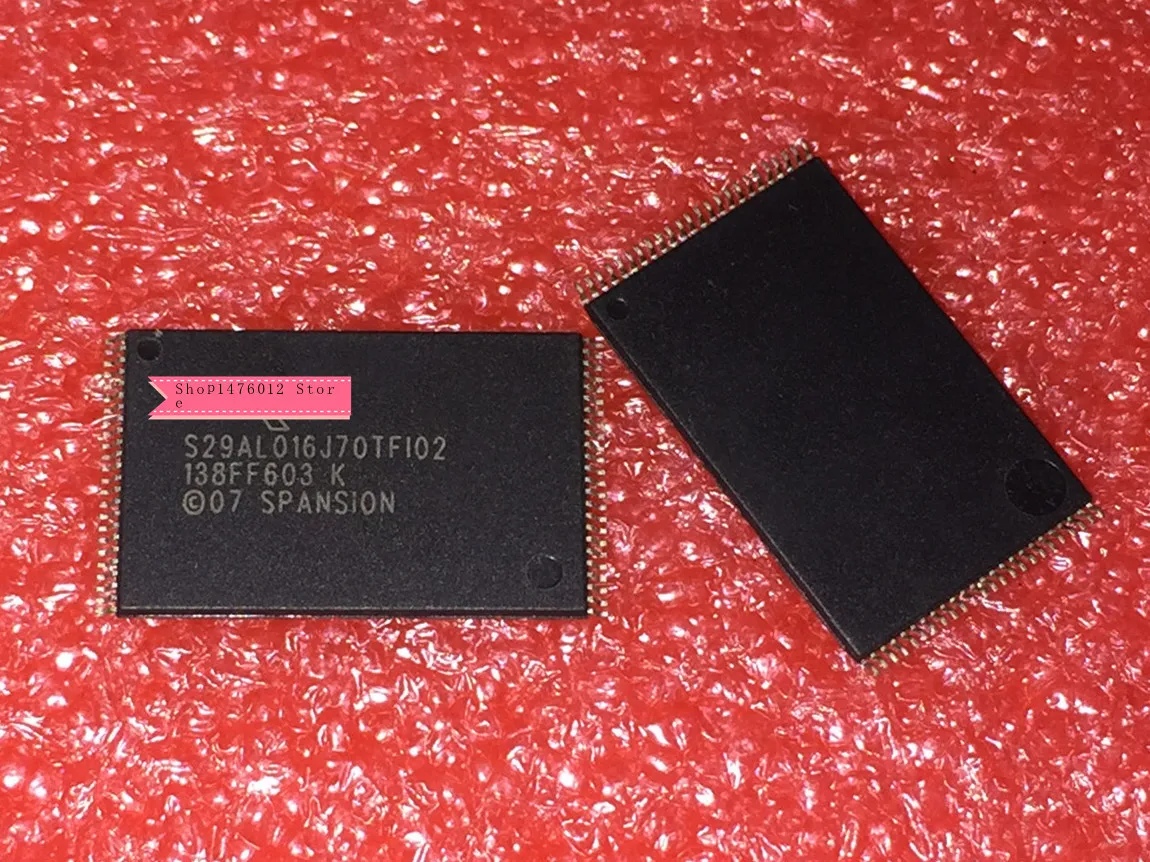 Shop1476012 Stor
e
S29AL016J70TFI02
138FF603 K
©07 SPANSION